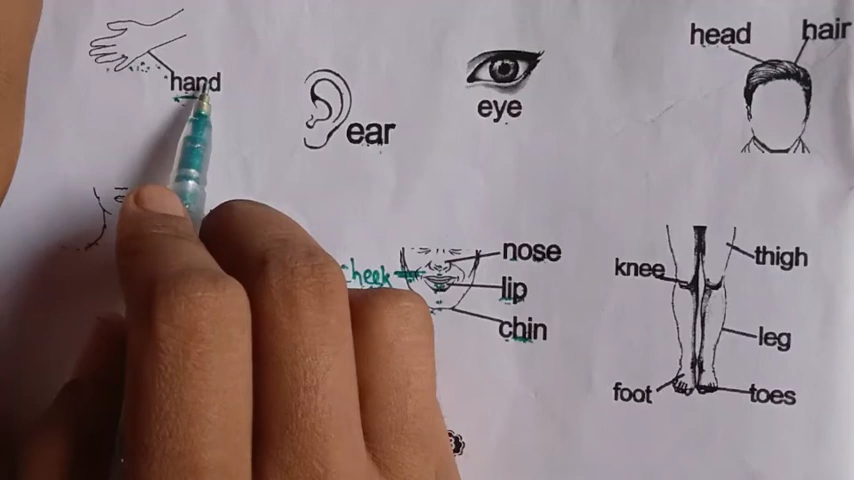 hand
ear
eye
head
hair
cheek
nose
lip
chin
knee
thigh
leg
foot
toes